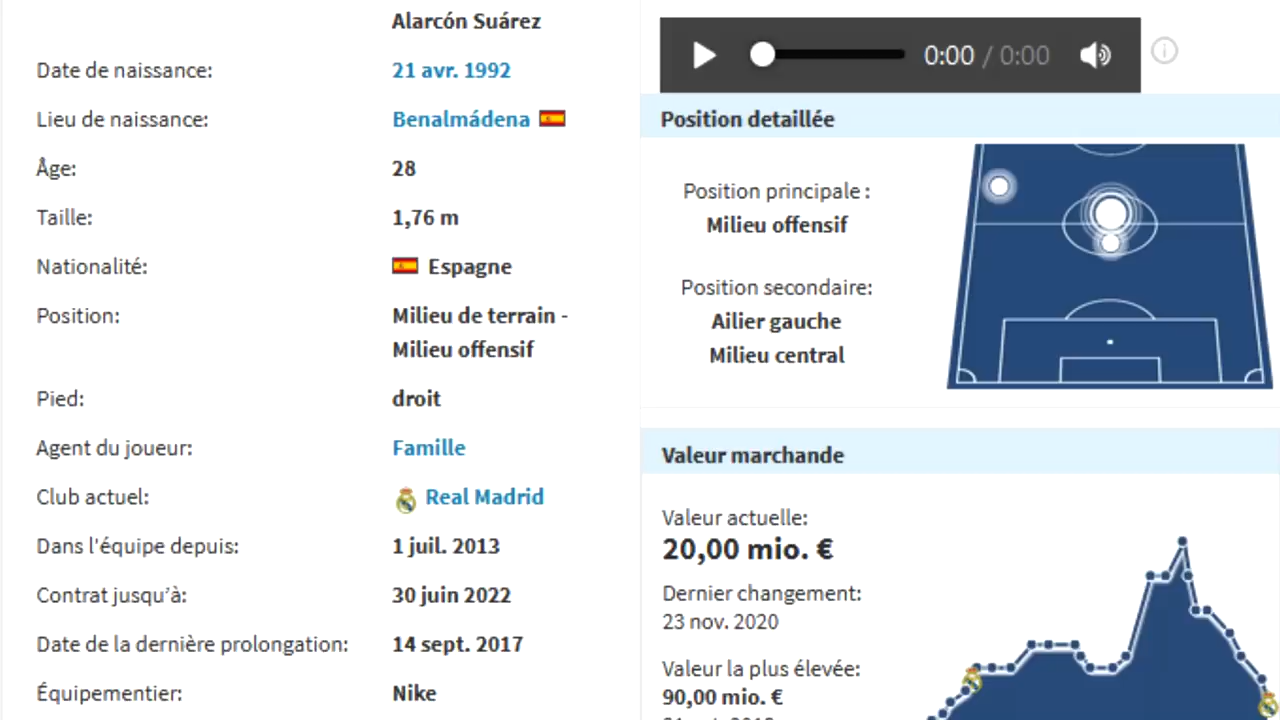 Alarcón Suárez
Date de naissance: 21 avr. 1992
Lieu de naissance: Benalmádena
Âge: 28
Taille: 1,76 m
Nationalité: Espagne
Position: Milieu de terrain -
Milieu offensif
Pied: droit
Agent du joueur: Famille
Club actuel: Real Madrid
Dans l'équipe depuis: 1 juil. 2013
Contrat jusqu'à: 30 juin 2022
Date de la dernière prolongation: 14 sept. 2017
Équipementier: Nike
0:00 / 0:00
Position detaillée
Position principale :
Milieu offensif
Position secondaire:
Ailier gauche
Milieu central
Valeur marchande
Valeur actuelle:
20,00 mio. €
Dernier changement:
23 nov. 2020
Valeur la plus élevée:
90,00 mio. €